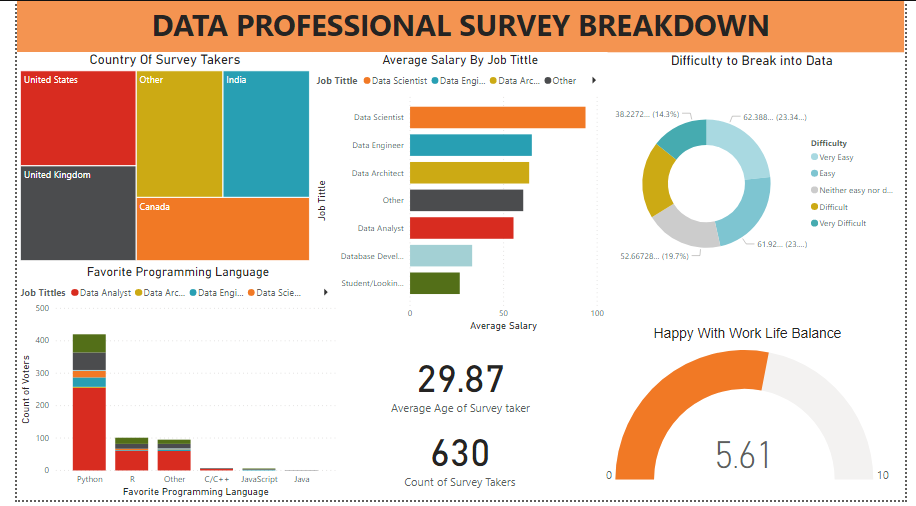 DATA PROFESSIONAL SURVEY BREAKDOWN
Country Of Survey Takers
United States
Other
India
United Kingdom
Canada
Average Salary By Job Tittle
Job Tittle Data Scientist Data Engi... Data Arc... Other
Job Tittle
Data Scientist
Data Engineer
Data Architect
Other
Data Analyst
Database Devel...
Student/Lookin...
0 50 100
Average Salary
Difficulty to Break into Data
38.2272... (14.3%)
62.388... (23.34...)
52.66728... (19.7%)
61.92... (23....)
Difficulty
Very Easy
Easy
Neither easy nor d...
Difficult
Very Difficult
Favorite Programming Language
Job Tittles Data Analyst Data Arc... Data Engi... Data Scie...
Count of Voters
500
400
300
200
100
0
Python R Other C/C++ JavaScript Java
Favorite Programming Language
29.87
Average Age of Survey taker
630
Count of Survey Takers
Happy With Work Life Balance
5.61
0 10